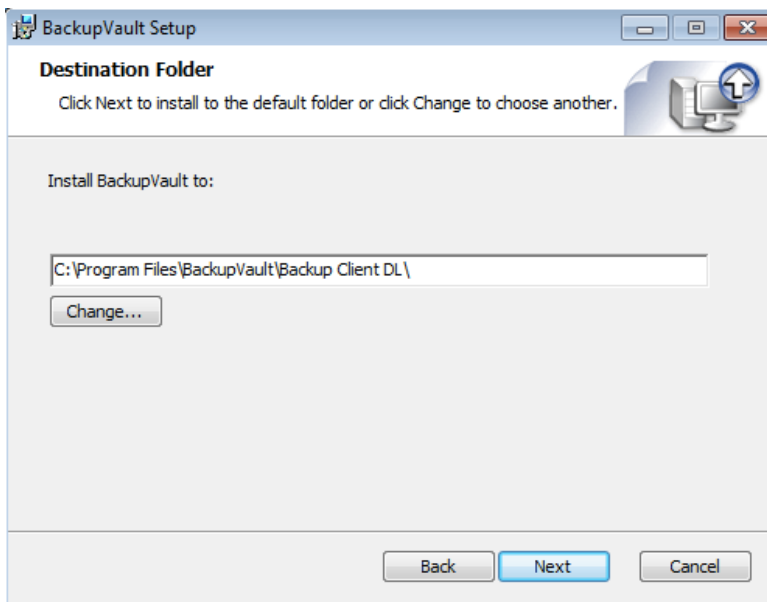 BackupVault Setup
Destination Folder
Click Next to install to the default folder or click Change to choose another.
Install BackupVault to:
C:\Program Files\BackupVault\Backup Client DL\
Change...
Back Next Cancel